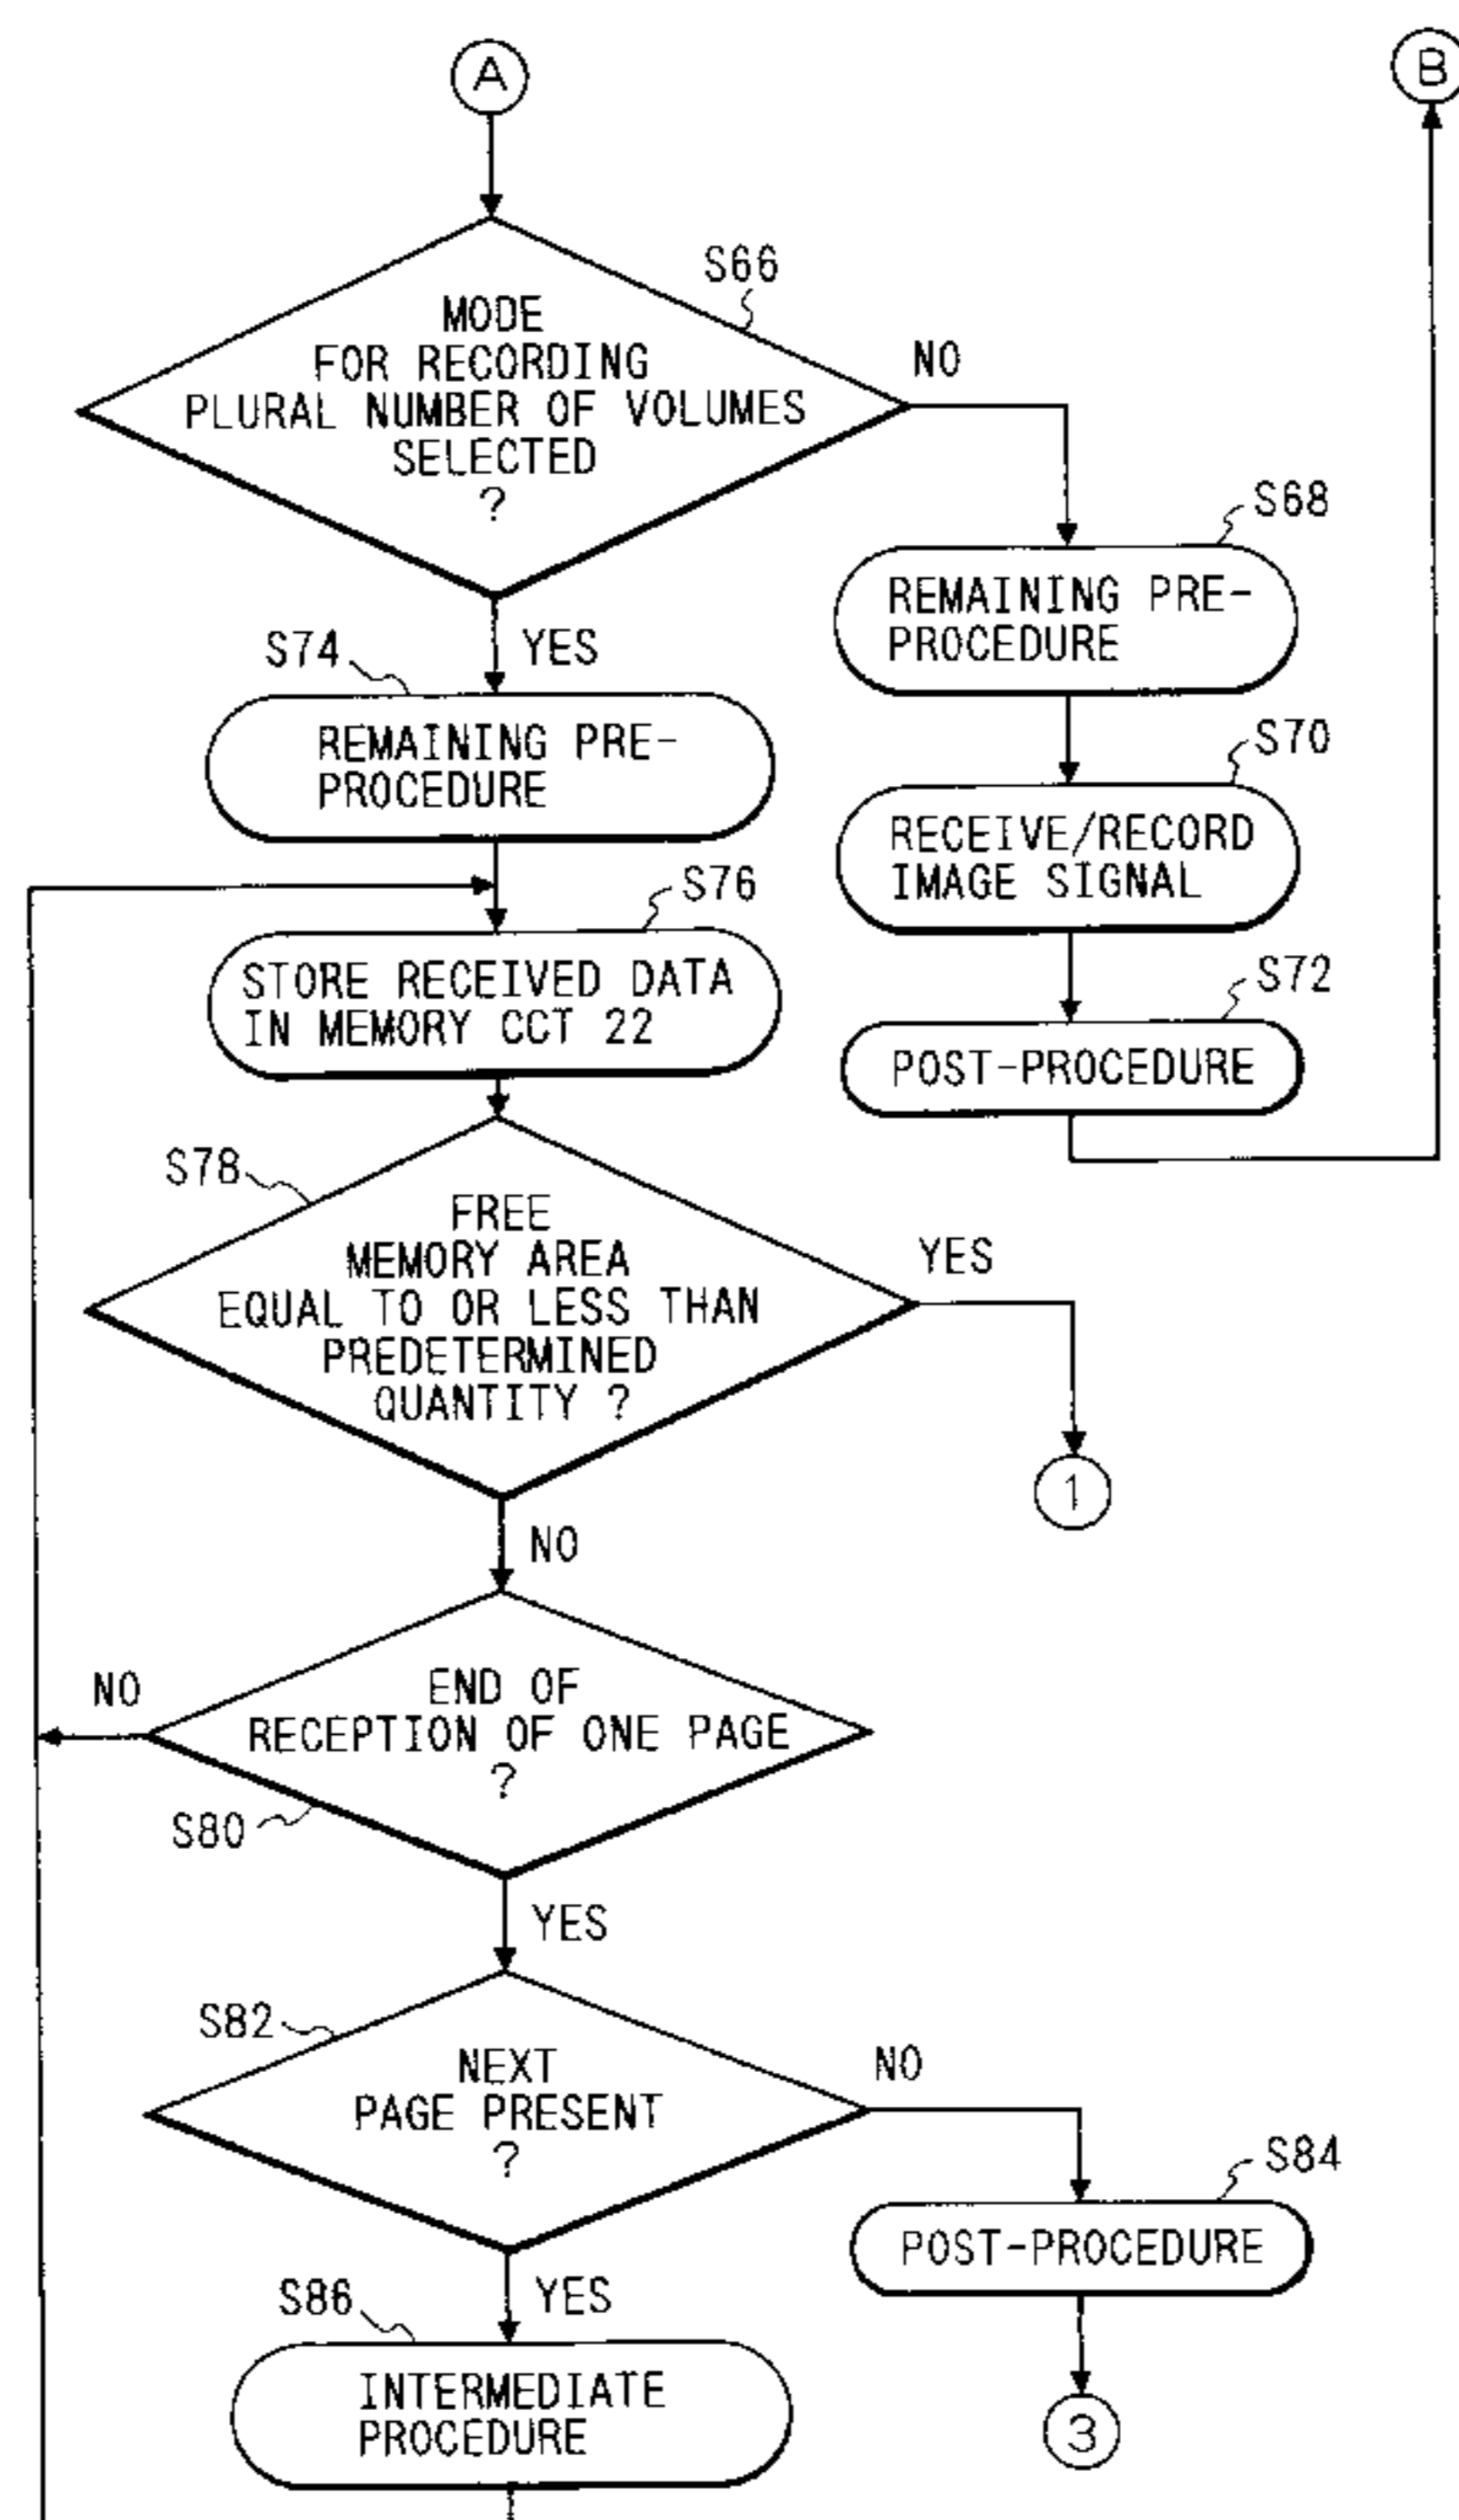 A
B
S66
MODE
FOR RECORDING
PLURAL NUMBER OF VOLUMES
SELECTED
?
NO
YES
S68
REMAINING PRE-
PROCEDURE
S70
RECEIVE/RECORD
IMAGE SIGNAL
S72
POST-PROCEDURE
S74
REMAINING PRE-
PROCEDURE
S76
STORE RECEIVED DATA
IN MEMORY CCT 22
S78
FREE
MEMORY AREA
EQUAL TO OR LESS THAN
PREDETERMINED
QUANTITY ?
YES
1
NO
END OF
RECEPTION OF ONE PAGE
?
NO
S80
YES
S82
NEXT
PAGE PRESENT
?
NO
S84
POST-PROCEDURE
3
YES
S86
INTERMEDIATE
PROCEDURE